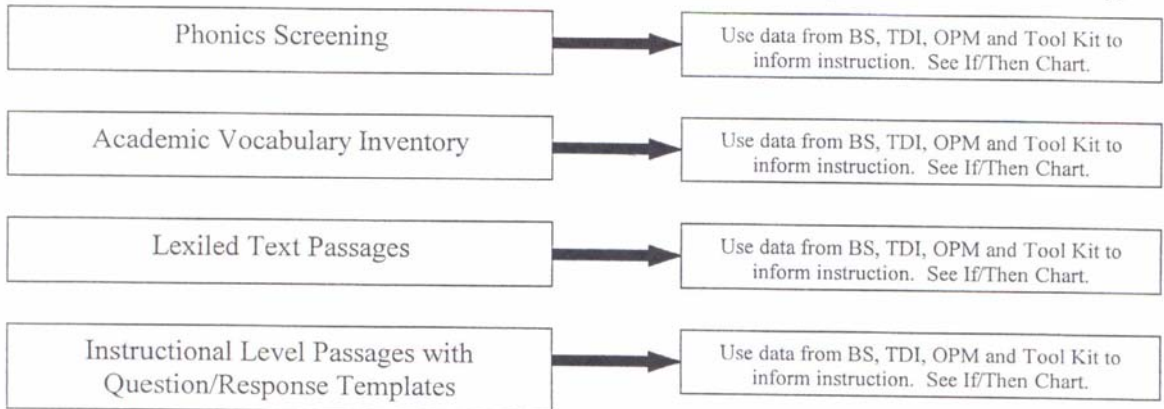 Phonics Screening
Use data from BS, TDI, OPM and Tool Kit to
inform instruction.  See If/Then Chart.
Academic Vocabulary Inventory
Use data from BS, TDI, OPM and Tool Kit to
inform instruction.  See If/Then Chart.
Lexiled Text Passages
Use data from BS, TDI, OPM and Tool Kit to
inform instruction.  See If/Then Chart.
Instructional Level Passages with
Question/Response Templates
Use data from BS, TDI, OPM and Tool Kit to
inform instruction.  See If/Then Chart.